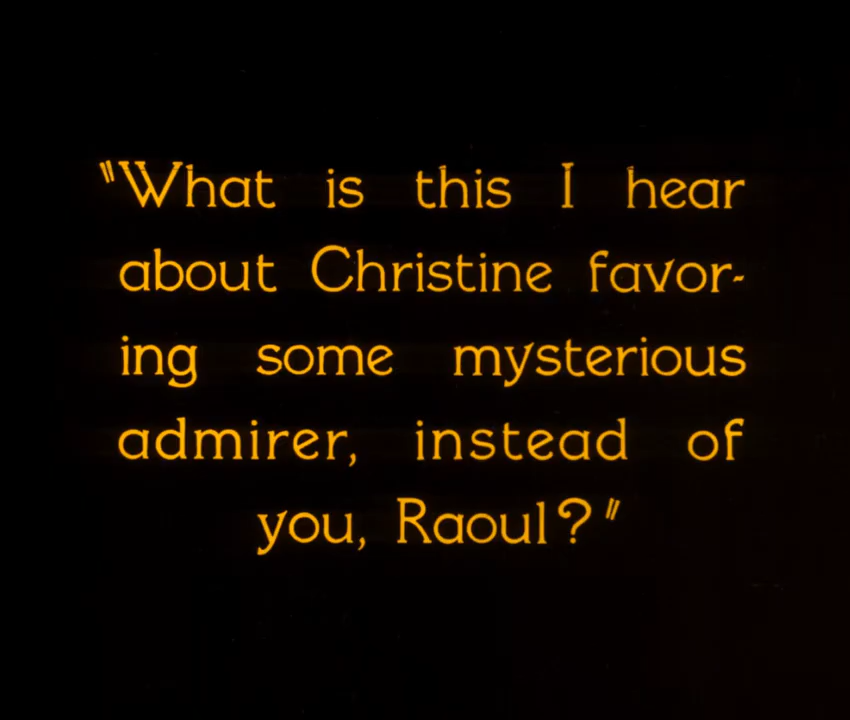 "What is this I hear
about Christine favor-
ing some mysterious
admirer, instead of
you, Raoul?"